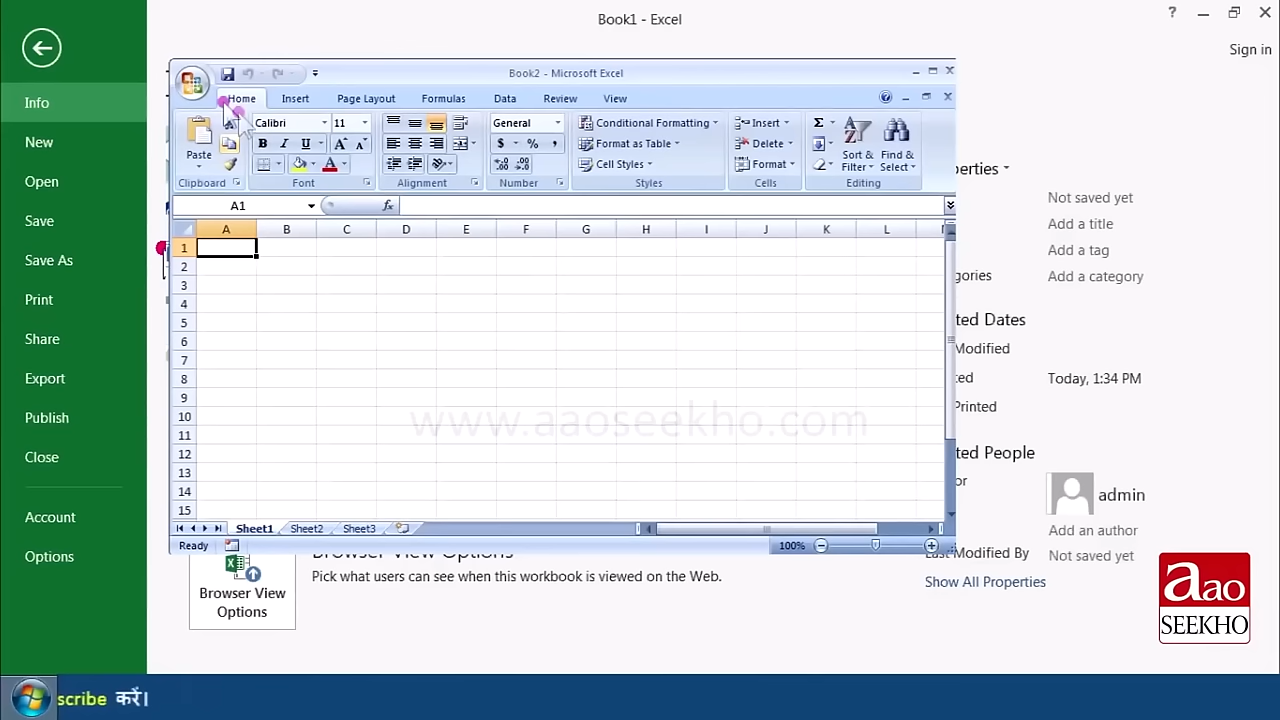 Book1 - Excel
?
Sign in
Info
New
Open
Save
Save As
Print
Share
Export
Publish
Close
Account
Options
Book2 - Microsoft Excel
Home Insert Page Layout Formulas Data Review View
Paste
Clipboard
Calibri 11
B I U
A A
A
Font
Alignment
General
$ % ,
Number
Conditional Formatting
Format as Table
Cell Styles
Styles
Insert
Delete
Format
Cells
Σ
Sort & Filter
Find & Select
Editing
A1 fx
A B C D E F G H I J K L
1
2
3
4
5
6
7
8
9
10
11
12
13
14
15
www.aaoseekho.com
Sheet1 Sheet2 Sheet3
Ready
100%
perties
Not saved yet
Add a title
Add a tag
egories Add a category
ted Dates
Modified
ted Today, 1:34 PM
Printed
ted People
or
admin
Add an author
Last Modified By Not saved yet
Show All Properties
Browser View Options
Pick what users can see when this workbook is viewed on the Web.
Browser View
Options
aao
SEEKHO
scribe करें।